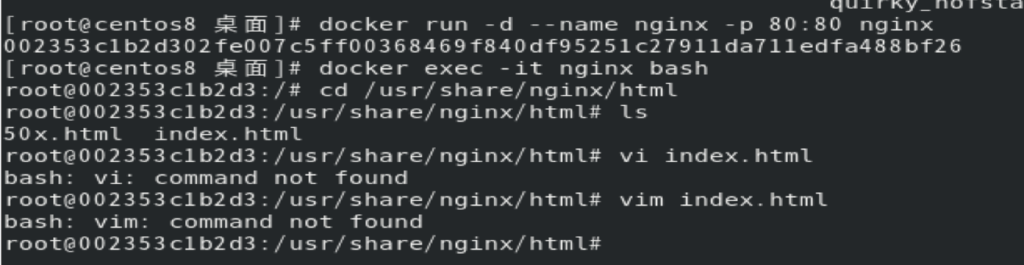 quirky_hofsta
[root@centos8 桌面]# docker run -d --name nginx -p 80:80 nginx
002353c1b2d302fe007c5ff00368469f840df95251c27911da711edfa488bf26
[root@centos8 桌面]# docker exec -it nginx bash
root@002353c1b2d3:/# cd /usr/share/nginx/html
root@002353c1b2d3:/usr/share/nginx/html# ls
50x.html  index.html
root@002353c1b2d3:/usr/share/nginx/html# vi index.html
bash: vi: command not found
root@002353c1b2d3:/usr/share/nginx/html# vim index.html
bash: vim: command not found
root@002353c1b2d3:/usr/share/nginx/html#